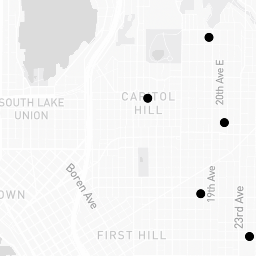 20th Ave E
SOUTH LAKE
UNION
CAPITOL
HILL
Boren Ave
19th Ave
23rd Ave
OWN
FIRST HILL